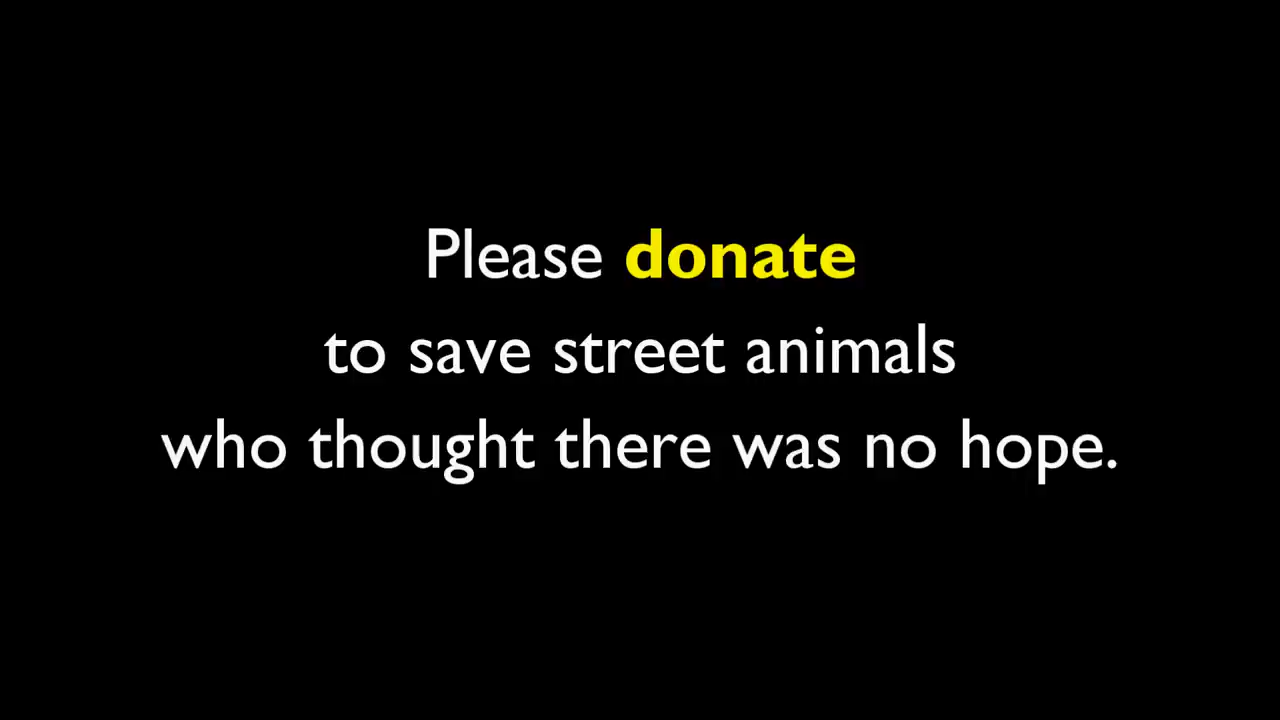 Please donate
to save street animals
who thought there was no hope.